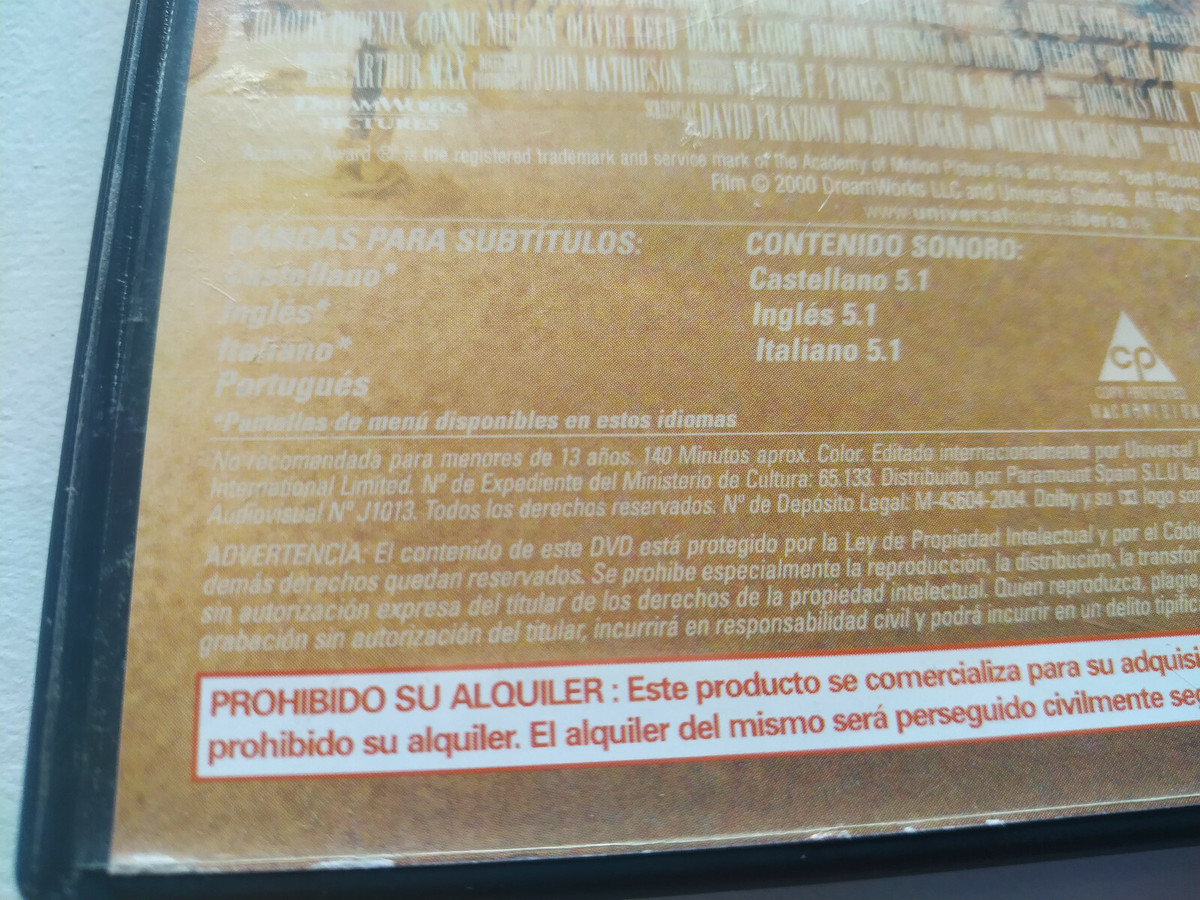 JOAQUIN PHOENIX, CONNIE NIELSEN, OLIVER REED, DEREK JACOBI, DJIMON HOUNSOU
ARTHUR MAX JOHN MATHIESON WALTER F. PARKES, LAURIE MACDONALD DOUGLAS WICK
DREAMWORKS
PICTURES
DAVID FRANZONI AND JOHN LOGAN AND WILLIAM NICHOLSON
Academy Award ® is the registered trademark and service mark of the Academy of Motion Picture Arts and Sciences. "Best Picture
Film © 2000 DreamWorks LLC and Universal Studios. All Rights
www.universalpicturesiberia.es
BANDAS PARA SUBTÍTULOS:
Castellano*
Inglés*
Italiano*
Portugués
*Pantallas de menú disponibles en estos idiomas
CONTENIDO SONORO:
Castellano 5.1
Inglés 5.1
Italiano 5.1
cp
COPY PROTECTED
No recomendada para menores de 13 años. 140 Minutos aprox. Color. Editado internacionalmente por Universal
International Limited. Nº de Expediente del Ministerio de Cultura: 65.133. Distribuido por Paramount Spain S.L.U
Audiovisual Nº J1013. Todos los derechos reservados. Nº de Depósito Legal: M-43604-2004. Dolby y su logo
ADVERTENCIA: El contenido de este DVD está protegido por la Ley de Propiedad Intelectual y por el Códi
demás derechos quedan reservados. Se prohibe especialmente la reproducción, la distribución, la transfor
sin autorización expresa del titular de los derechos de la propiedad intelectual. Quien reproduzca, plagie
grabación sin autorización del titular, incurrirá en responsabilidad civil y podrá incurrir en un delito tipific
PROHIBIDO SU ALQUILER : Este producto se comercializa para su adquisi
prohibido su alquiler. El alquiler del mismo será perseguido civilmente se